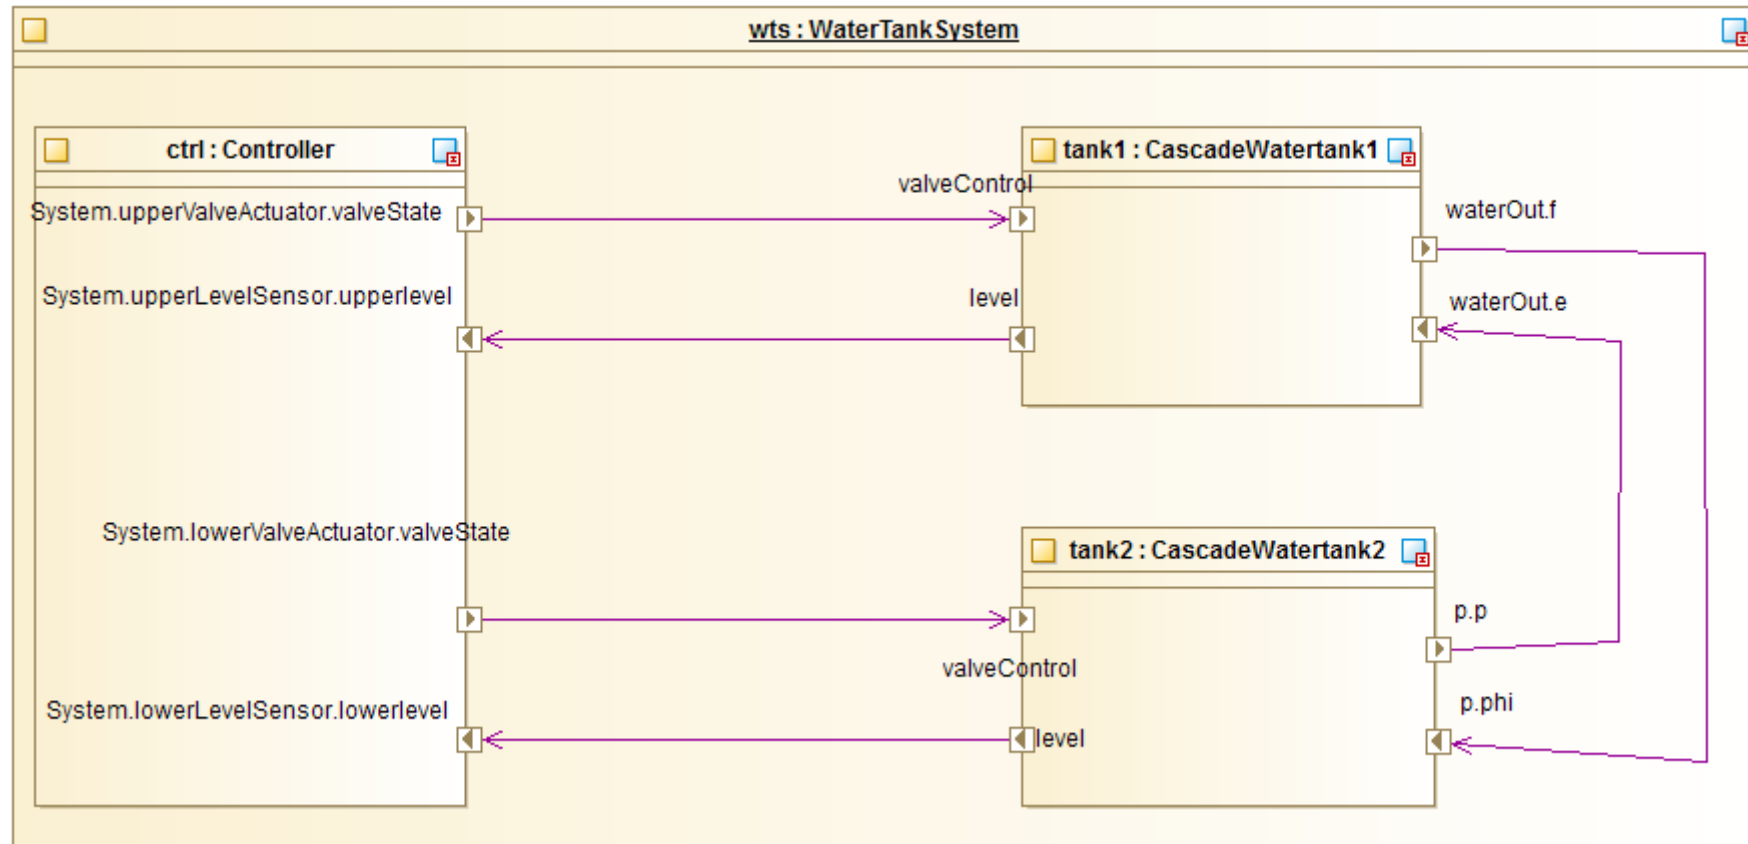 wts : WaterTankSystem
ctrl : Controller
tank1 : CascadeWatertank1
valveControl
System.upperValveActuator.valveState
waterOut.f
System.upperLevelSensor.upperlevel
level
waterOut.e
System.lowerValveActuator.valveState
tank2 : CascadeWatertank2
p.p
valveControl
p.phi
System.lowerLevelSensor.lowerlevel
level